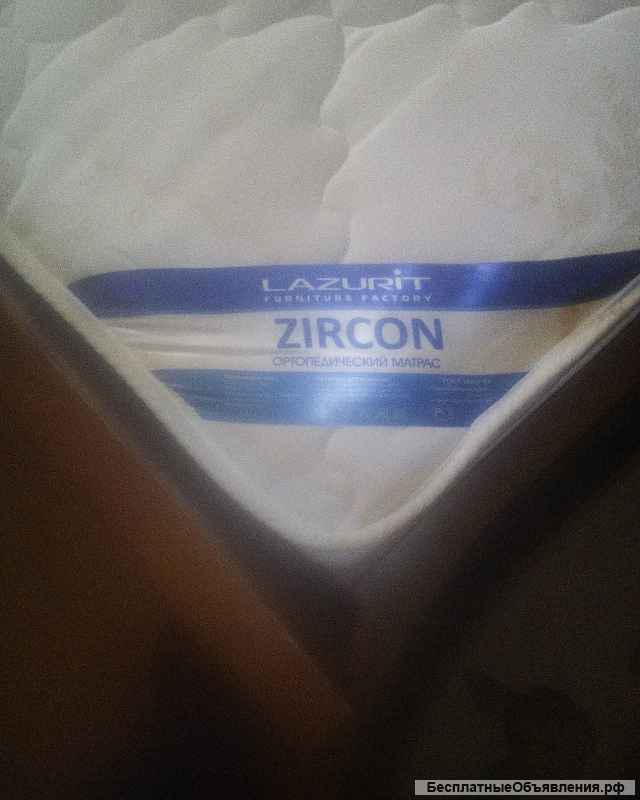 LAZURIT
FURNITURE FACTORY
ZIRCON
ОРТОПЕДИЧЕСКИЙ МАТРАС
БесплатныеОбъявления.рф